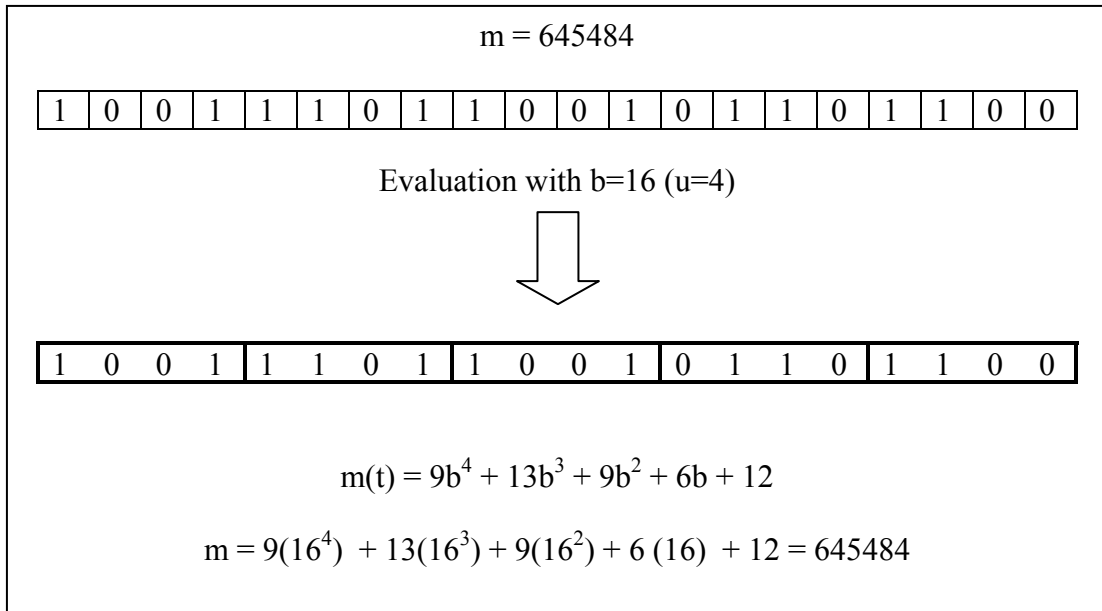 m = 645484
1 0 0 1 1 1 0 1 1 0 0 1 0 1 1 0 1 1 0 0
Evaluation with b=16 (u=4)
1 0 0 1 1 1 0 1 1 0 0 1 0 1 1 0 1 1 0 0
m(t) = 9b⁴ + 13b³ + 9b² + 6b + 12
m = 9(16⁴) + 13(16³) + 9(16²) + 6 (16) + 12 = 645484